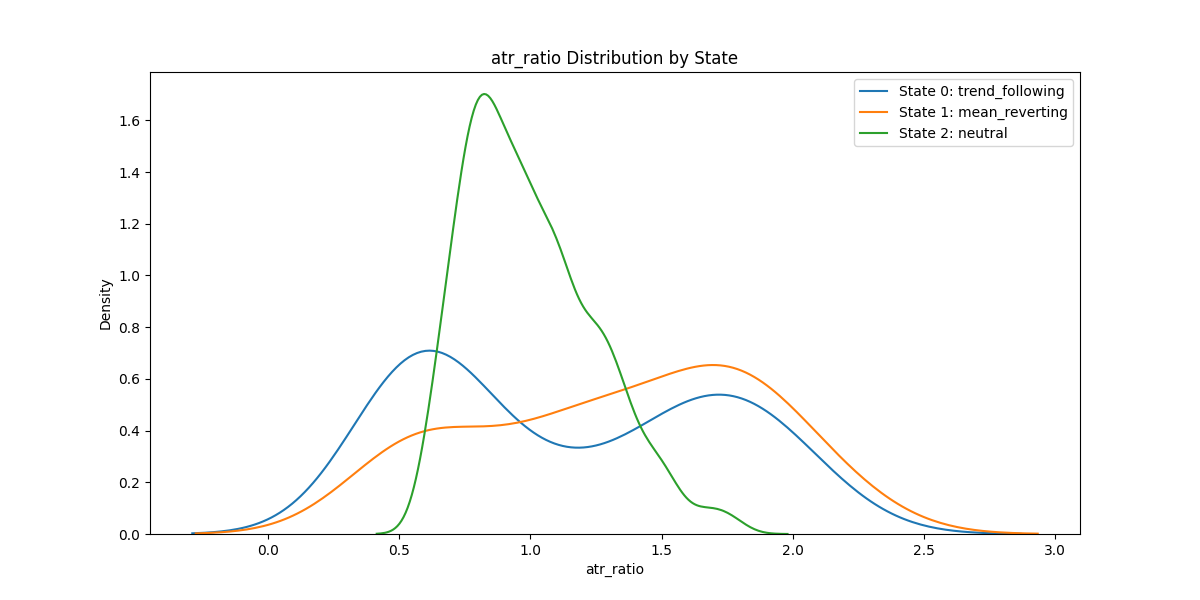 atr_ratio Distribution by State
State 0: trend_following
State 1: mean_reverting
State 2: neutral
Density
1.6
1.4
1.2
1.0
0.8
0.6
0.4
0.2
0.0
0.0 0.5 1.0 1.5 2.0 2.5 3.0
atr_ratio